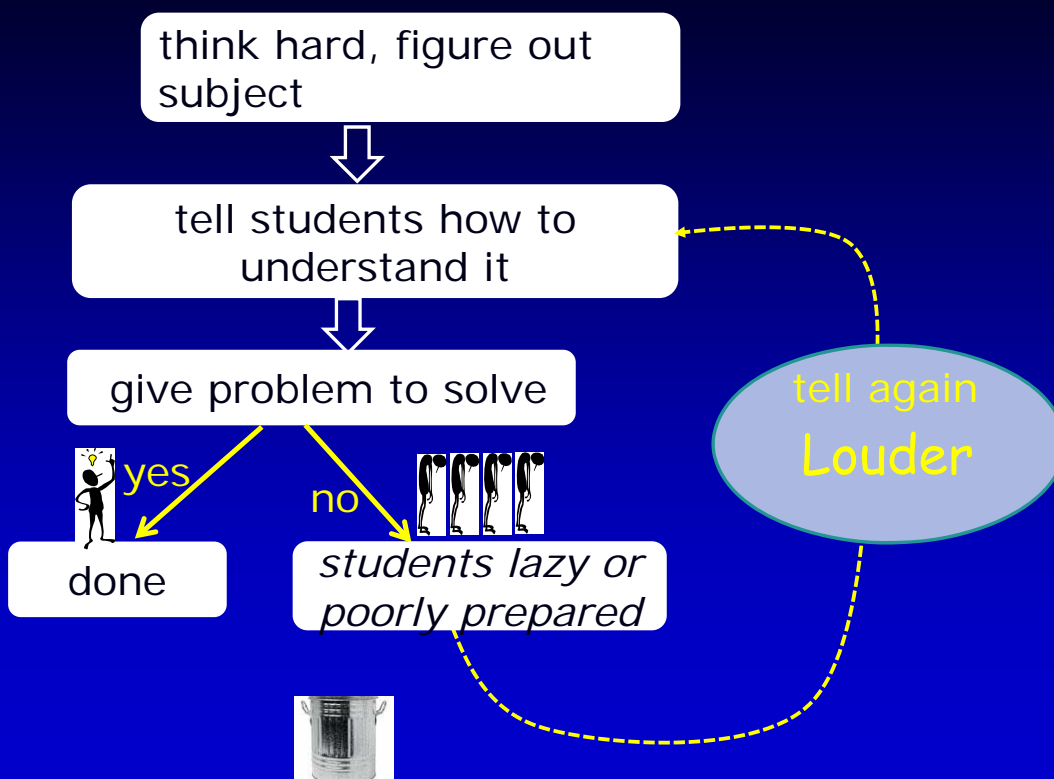 think hard, figure out
subject
tell students how to
understand it
give problem to solve
yes
no
done
students lazy or
poorly prepared
tell again
Louder